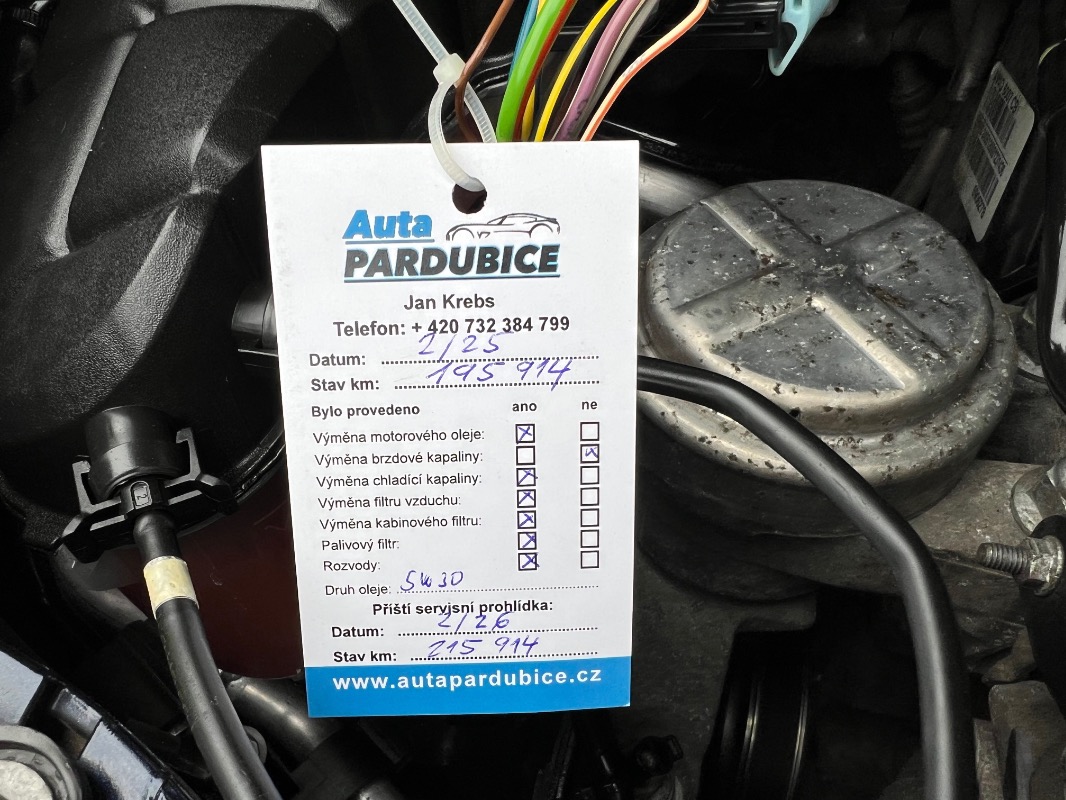 Auta
PARDUBICE
Jan Krebs
Telefon: + 420 732 384 799
Datum: 2/25
Stav km: 195 914
Bylo provedeno ano ne
Výměna motorového oleje:
Výměna brzdové kapaliny:
Výměna chladící kapaliny:
Výměna filtru vzduchu:
Výměna kabinového filtru:
Palivový filtr:
Rozvody:
Druh oleje: 5W30
Příští servisní prohlídka:
Datum: 2/26
Stav km: 215 914
www.autapardubice.cz